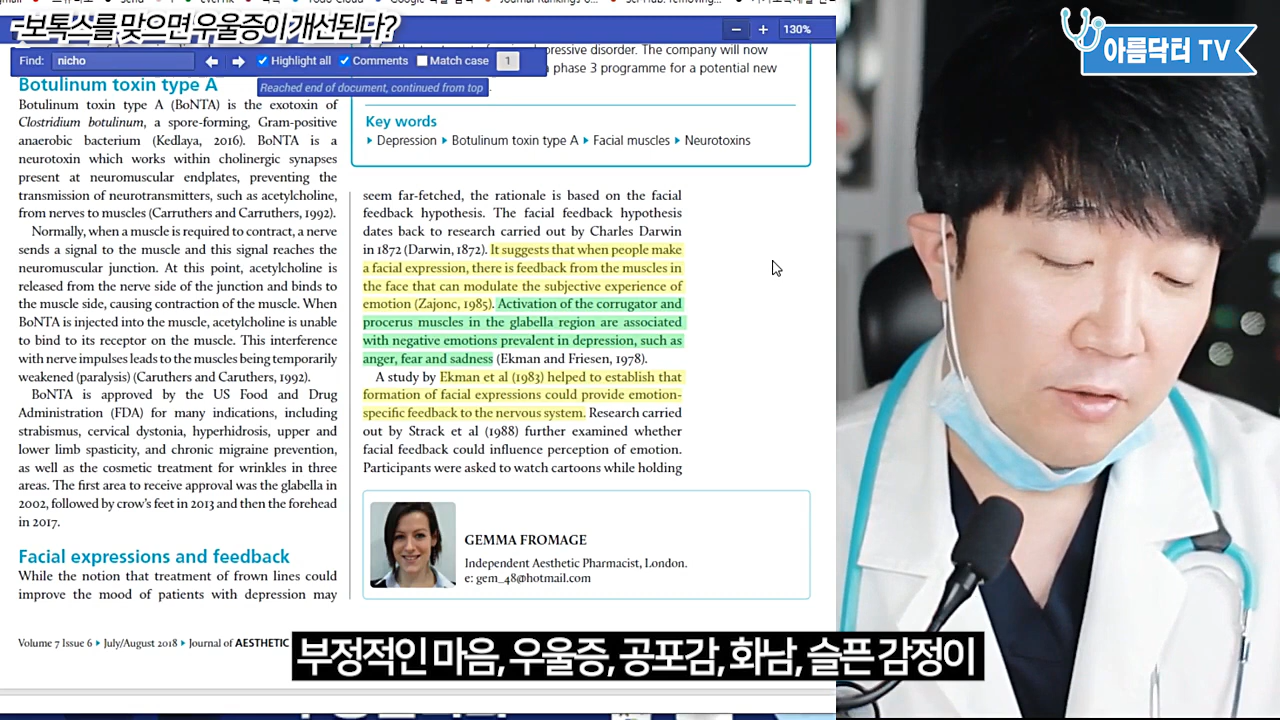 -보톡스를 맞으면 우울증이 개선된다?
130%
Find: nicho Highlight all Comments Match case 1
Reached end of document, continued from top
아름닥터 TV
Botulinum toxin type A
Botulinum toxin type A (BoNTA) is the exotoxin of
Clostridium botulinum, a spore-forming, Gram-positive
anaerobic bacterium (Kedlaya, 2016). BoNTA is a
neurotoxin which works within cholinergic synapses
present at neuromuscular endplates, preventing the
transmission of neurotransmitters, such as acetylcholine,
from nerves to muscles (Carruthers and Carruthers, 1992).
Normally, when a muscle is required to contract, a nerve
sends a signal to the muscle and this signal reaches the
neuromuscular junction. At this point, acetylcholine is
released from the nerve side of the junction and binds to
the muscle side, causing contraction of the muscle. When
BoNTA is injected into the muscle, acetylcholine is unable
to bind to its receptor on the muscle. This interference
with nerve impulses leads to the muscles being temporarily
weakened (paralysis) (Caruthers and Caruthers, 1992).
BoNTA is approved by the US Food and Drug
Administration (FDA) for many indications, including
strabismus, cervical dystonia, hyperhidrosis, upper and
lower limb spasticity, and chronic migraine prevention,
as well as the cosmetic treatment for wrinkles in three
areas. The first area to receive approval was the glabella in
2002, followed by crow's feet in 2013 and then the forehead
in 2017.
Facial expressions and feedback
While the notion that treatment of frown lines could
improve the mood of patients with depression may
ressive disorder. The company will now
phase 3 programme for a potential new
Key words
Depression Botulinum toxin type A Facial muscles Neurotoxins
seem far-fetched, the rationale is based on the facial
feedback hypothesis. The facial feedback hypothesis
dates back to research carried out by Charles Darwin
in 1872 (Darwin, 1872). It suggests that when people make
a facial expression, there is feedback from the muscles in
the face that can modulate the subjective experience of
emotion (Zajonc, 1985). Activation of the corrugator and
procerus muscles in the glabella region are associated
with negative emotions prevalent in depression, such as
anger, fear and sadness (Ekman and Friesen, 1978).
A study by Ekman et al (1983) helped to establish that
formation of facial expressions could provide emotion-
specific feedback to the nervous system. Research carried
out by Strack et al (1988) further examined whether
facial feedback could influence perception of emotion.
Participants were asked to watch cartoons while holding
GEMMA FROMAGE
Independent Aesthetic Pharmacist, London.
e: gem_48@hotmail.com
Volume 7 Issue 6 July/August 2018 Journal of AESTHETIC
부정적인 마음, 우울증, 공포감, 화남, 슬픈 감정이